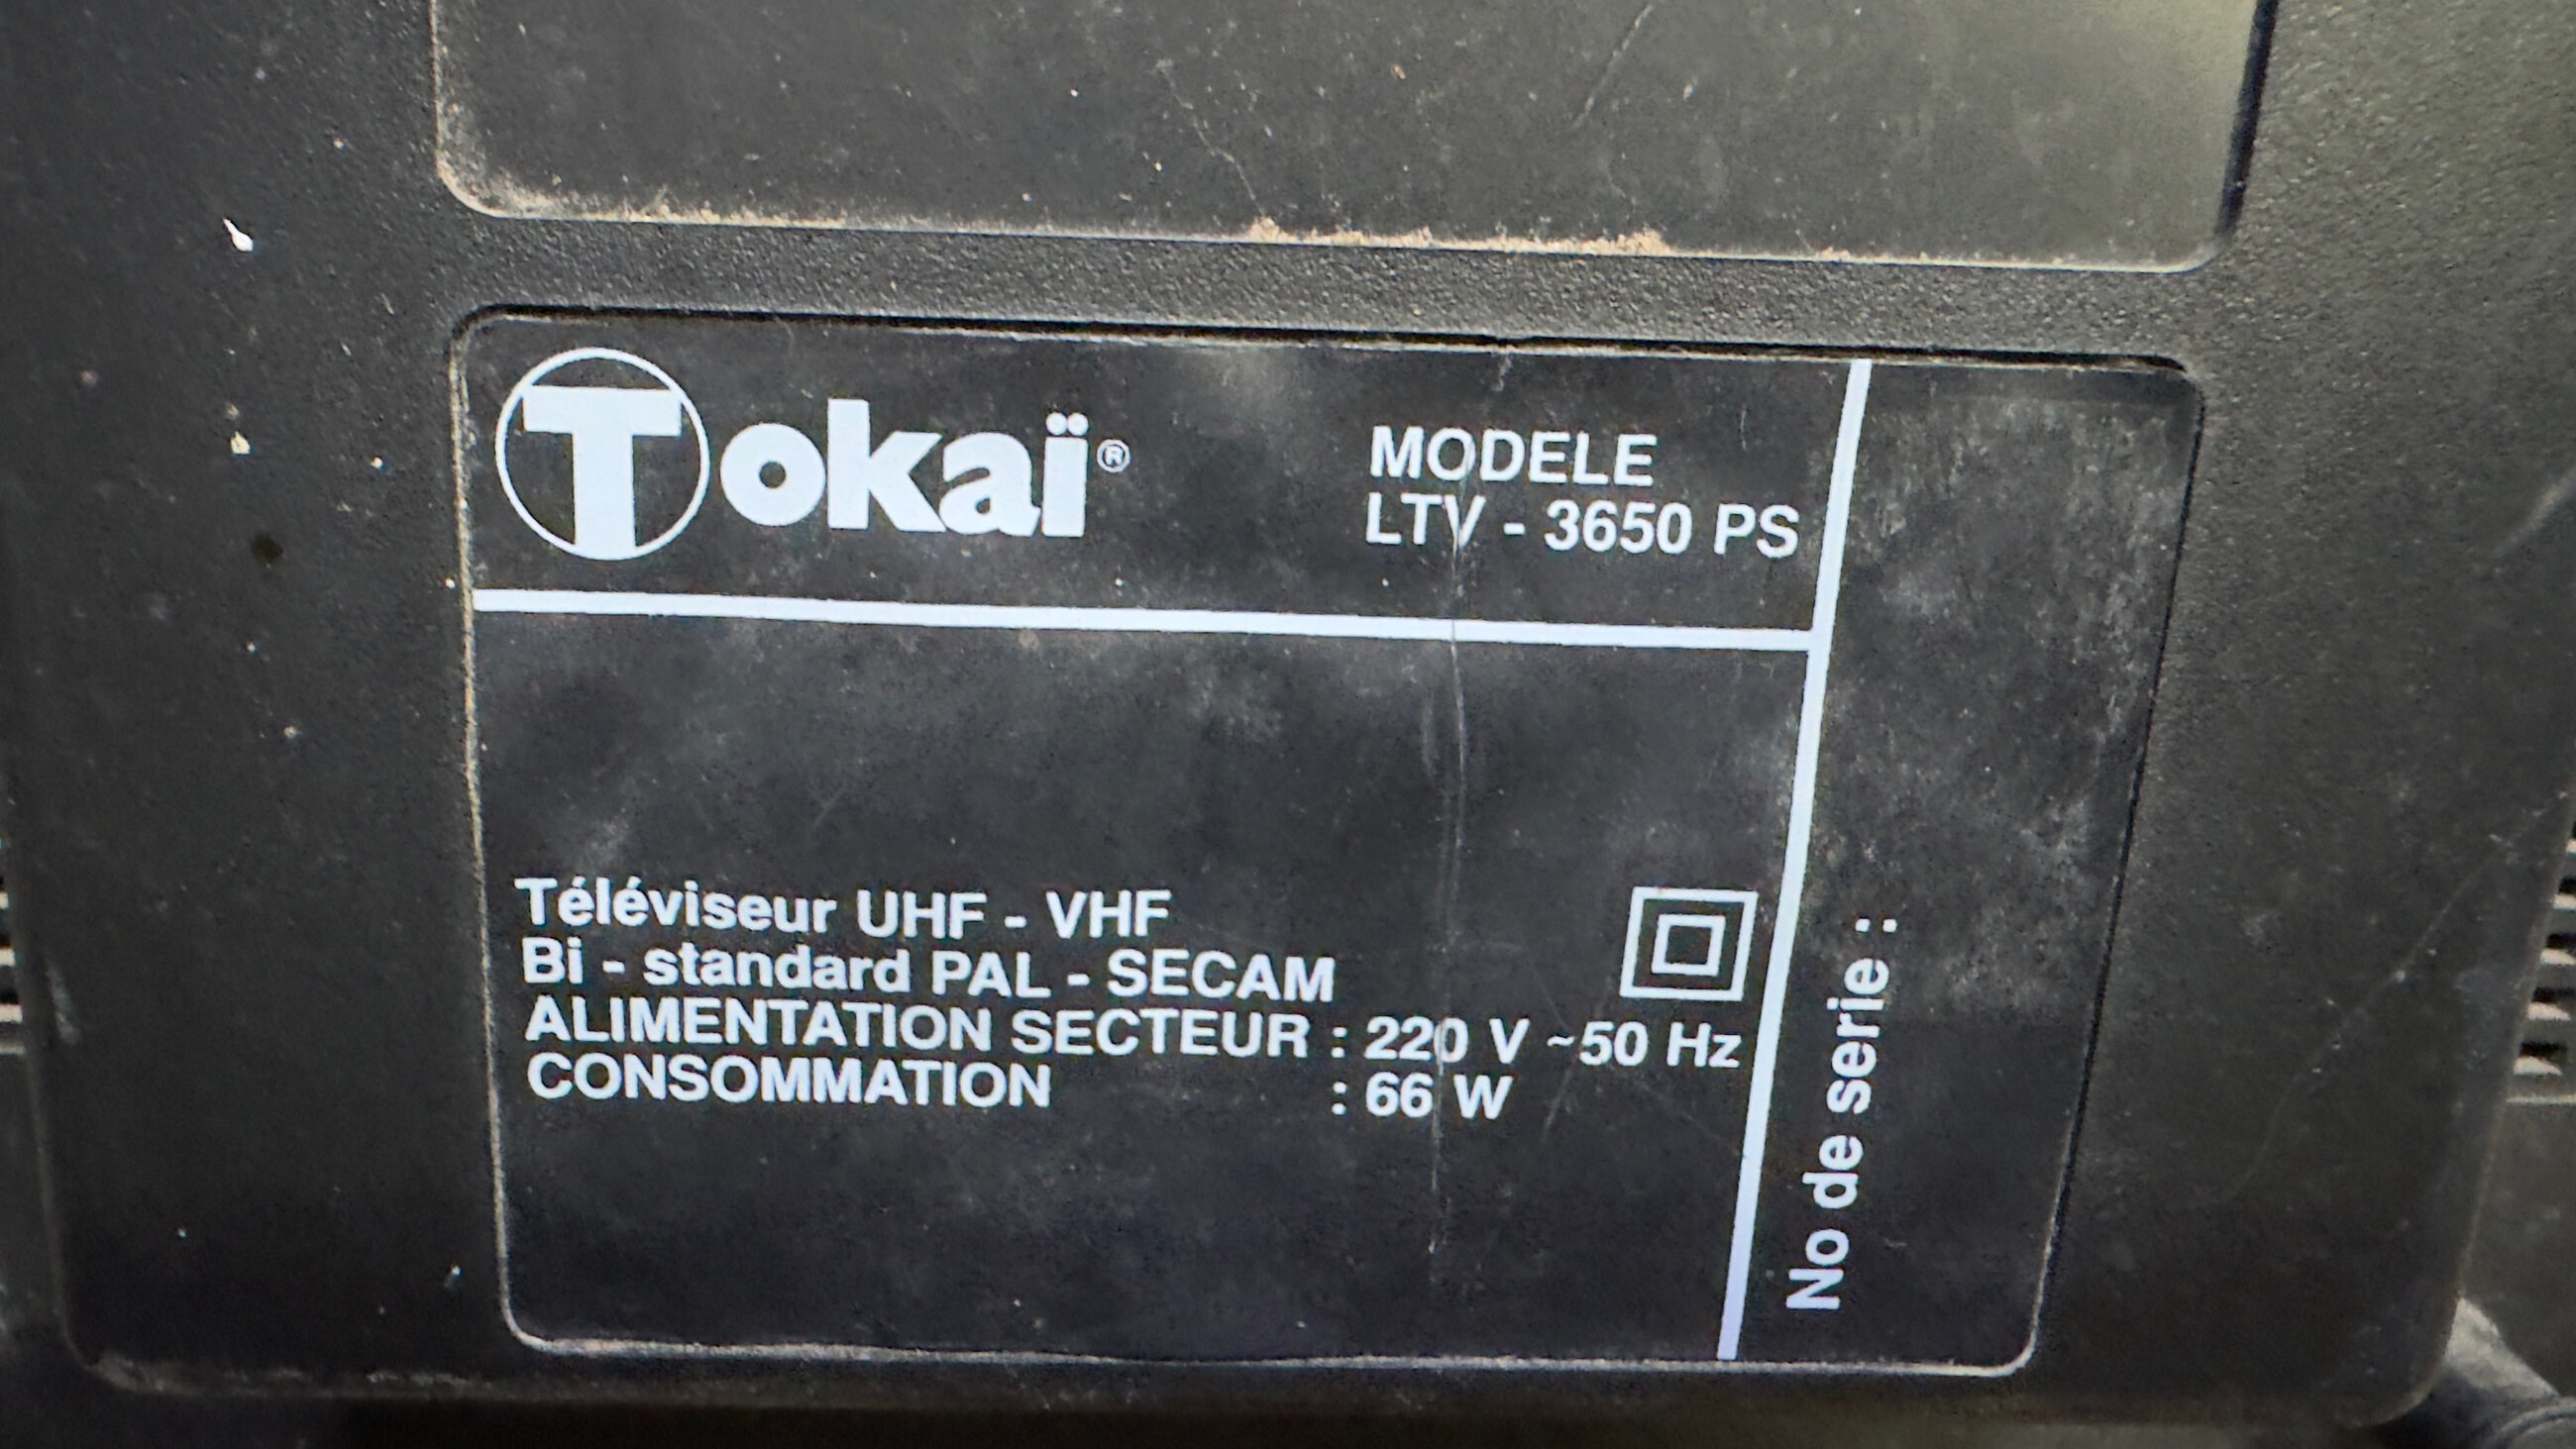 Tokaï®
MODELE
LTV - 3650 PS
Téléviseur UHF - VHF
Bi - standard PAL - SECAM
ALIMENTATION SECTEUR : 220 V ~50 Hz
CONSOMMATION : 66 W
No de serie :